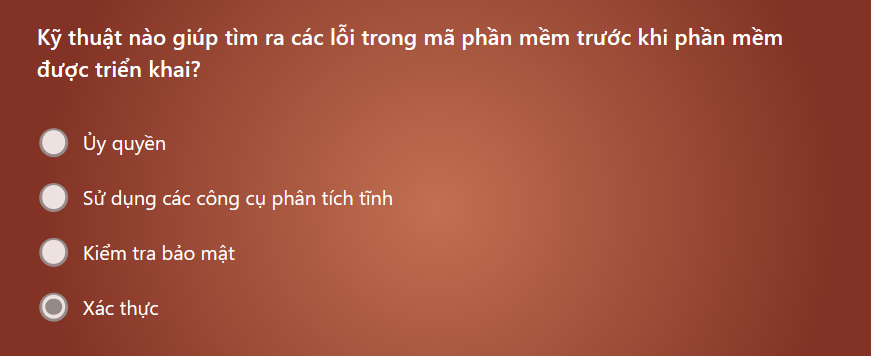 Kỹ thuật nào giúp tìm ra các lỗi trong mã phần mềm trước khi phần mềm
được triển khai?
Ủy quyền
Sử dụng các công cụ phân tích tĩnh
Kiểm tra bảo mật
Xác thực